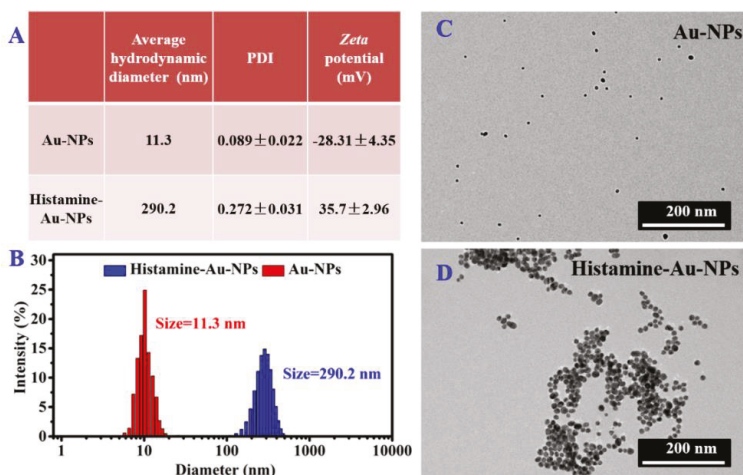 A
Average hydrodynamic diameter (nm)
PDI
Zeta potential (mV)
Au-NPs
11.3
0.089±0.022
-28.31±4.35
Histamine-Au-NPs
290.2
0.272±0.031
35.7±2.96
B
Histamine-Au-NPs
Au-NPs
Size=11.3 nm
Size=290.2 nm
Intensity (%)
30
25
20
15
10
5
0
1
10
100
1000
10000
Diameter (nm)
C
Au-NPs
200 nm
D
Histamine-Au-NPs
200 nm